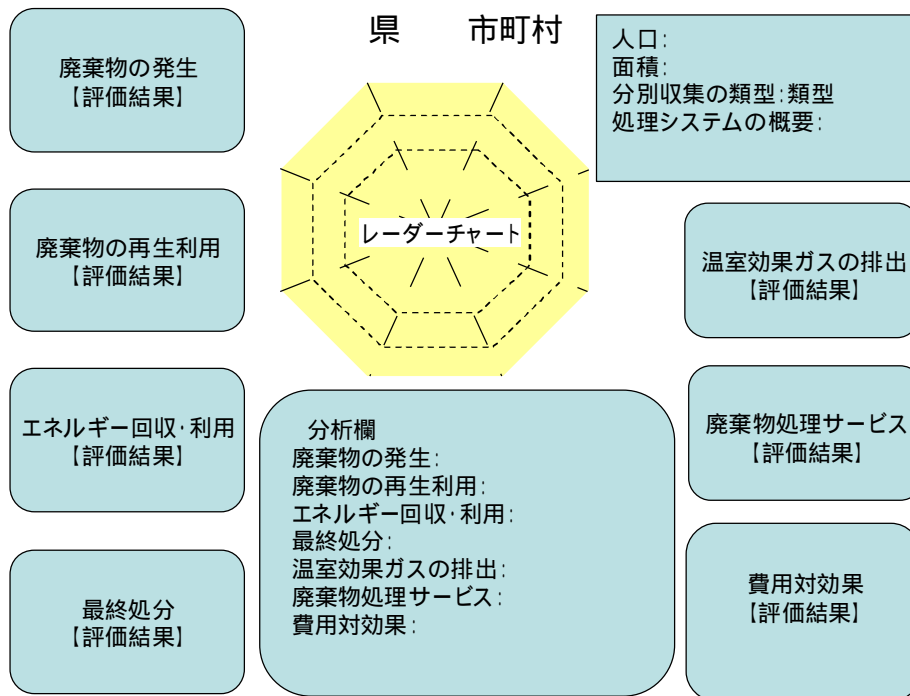 県　　市町村
人口:
面積:
分別収集の類型:類型
処理システムの概要:
廃棄物の発生
【評価結果】
廃棄物の再生利用
【評価結果】
エネルギー回収・利用
【評価結果】
最終処分
【評価結果】
レーダーチャート
温室効果ガスの排出
【評価結果】
廃棄物処理サービス
【評価結果】
費用対効果
【評価結果】
分析欄
廃棄物の発生:
廃棄物の再生利用:
エネルギー回収・利用:
最終処分:
温室効果ガスの排出:
廃棄物処理サービス:
費用対効果: